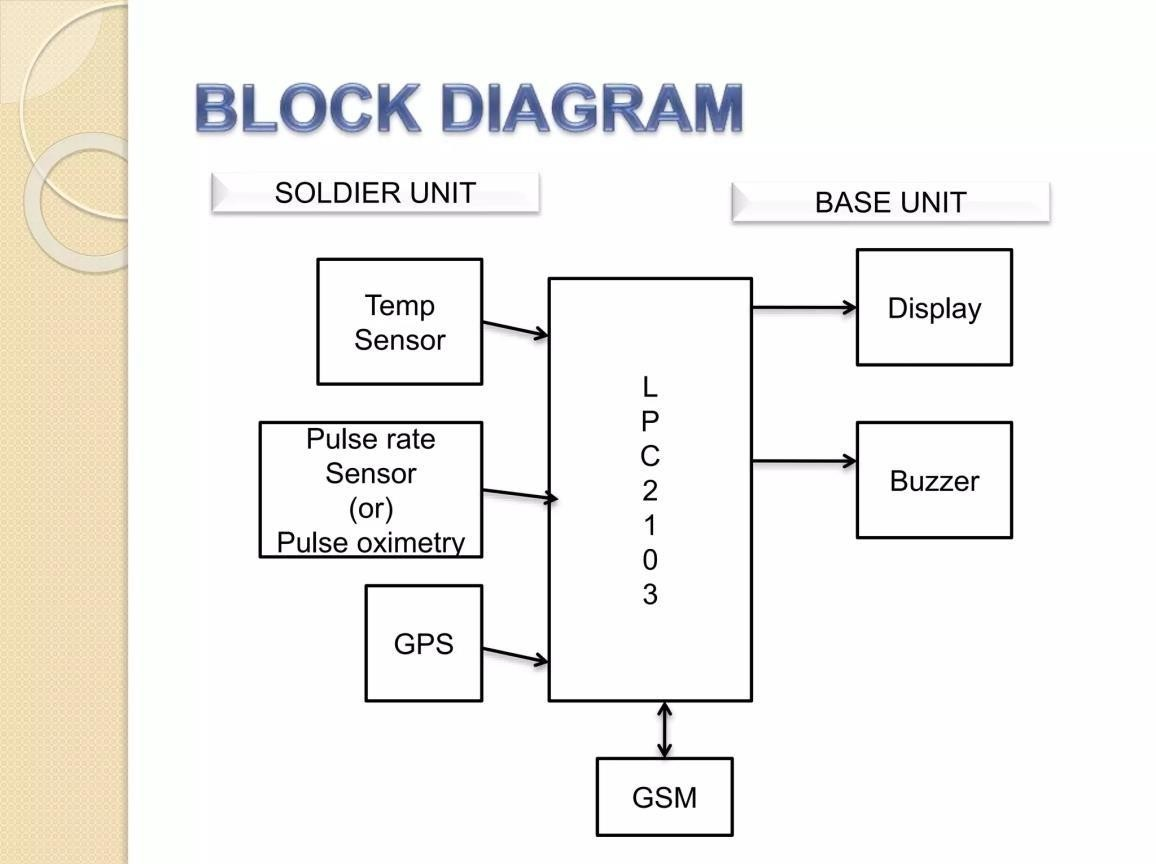 BLOCK DIAGRAM
SOLDIER UNIT
BASE UNIT
Temp
Sensor
Pulse rate
Sensor
(or)
Pulse oximetry
GPS
L
P
C
2
1
0
3
Display
Buzzer
GSM